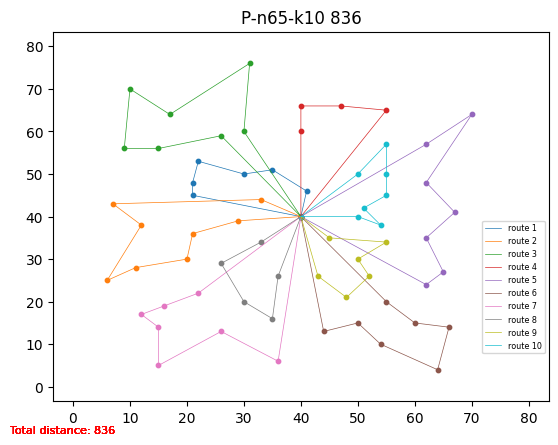 P-n65-k10 836
80
70
60
50
40
30
20
10
0
0 10 20 30 40 50 60 70 80
route 1
route 2
route 3
route 4
route 5
route 6
route 7
route 8
route 9
route 10
Total distance: 836